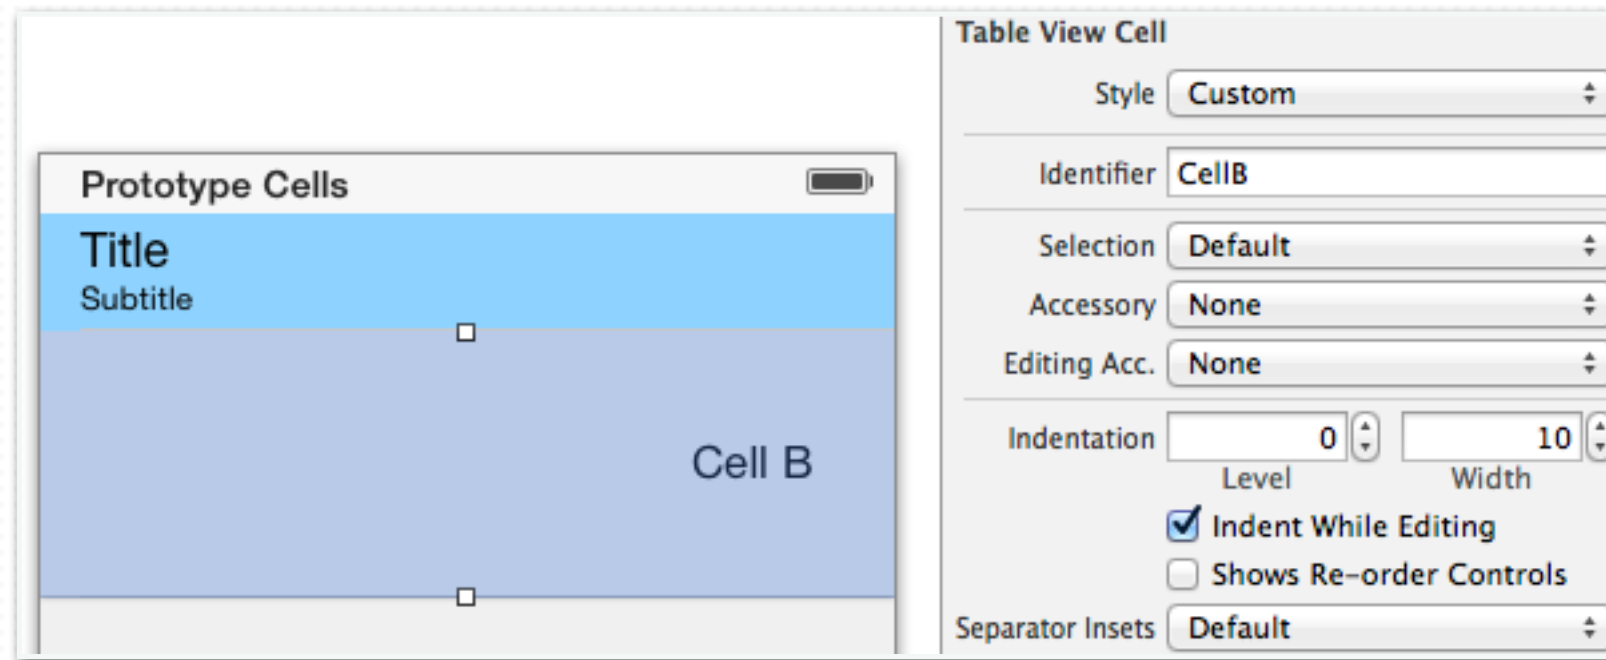 Prototype Cells
Title
Subtitle
Cell B
Table View Cell
Style Custom
Identifier CellB
Selection Default
Accessory None
Editing Acc. None
Indentation 0 10
Level Width
Indent While Editing
Shows Re-order Controls
Separator Insets Default